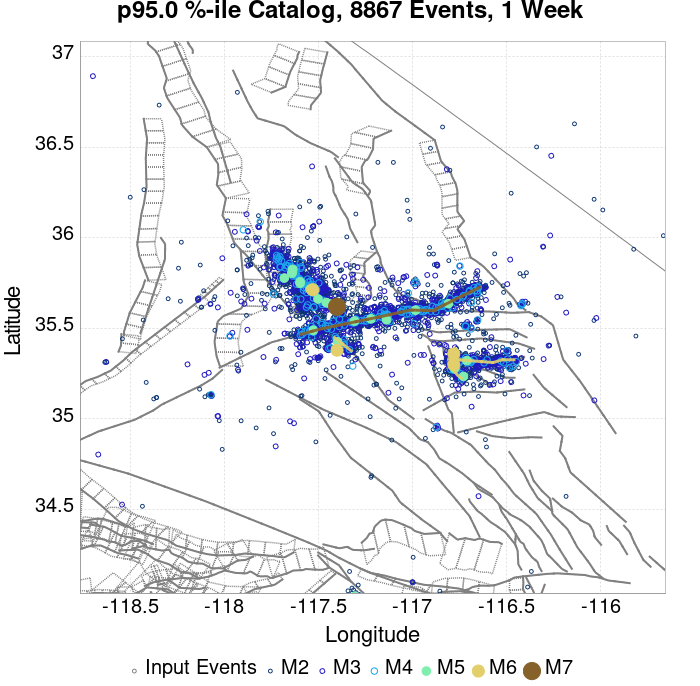 p95.0 %-ile Catalog, 8867 Events, 1 Week
37
36.5
36
35.5
35
34.5
Latitude
-118.5 -118 -117.5 -117 -116.5 -116
Longitude
Input Events M2 M3 M4 M5 M6 M7